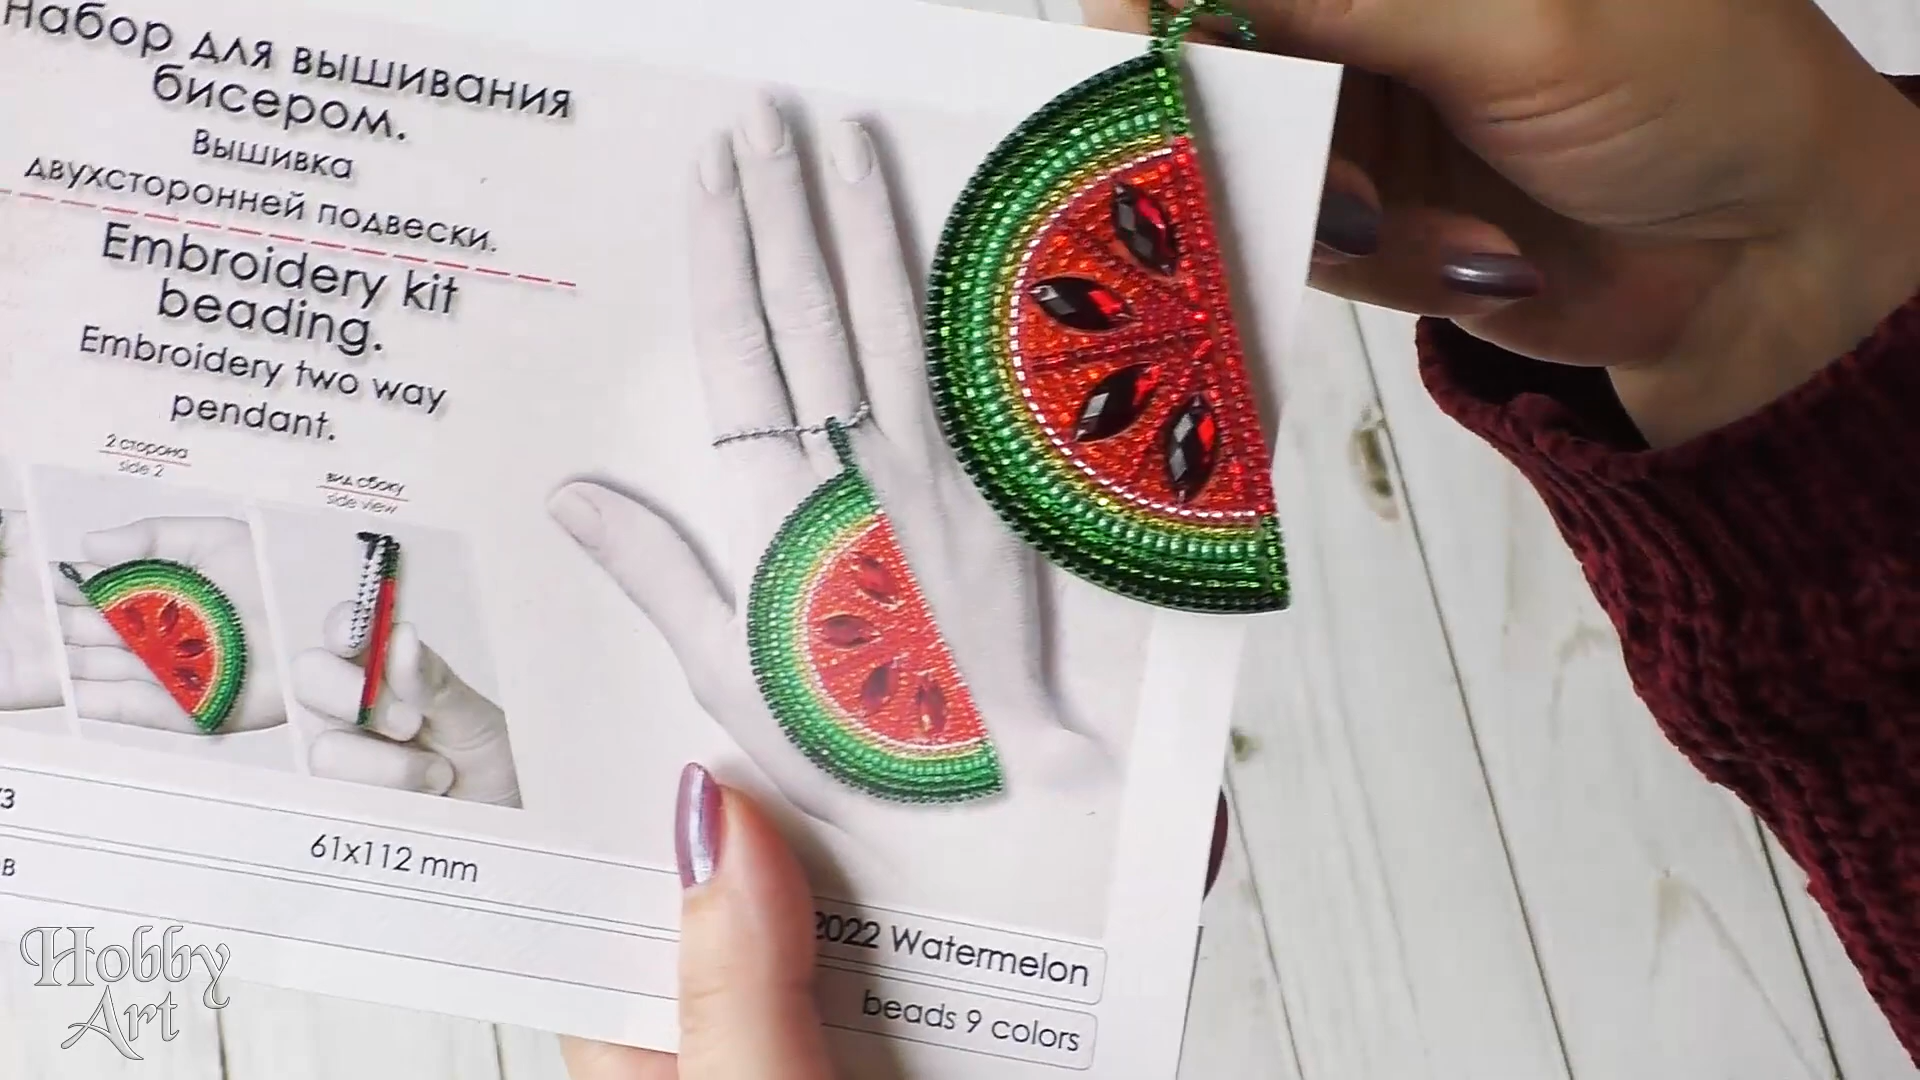 Набор для вышивания
бисером.
Вышивка
двухсторонней подвески.
Embroidery kit
beading.
Embroidery two way
pendant.
2 сторона
side 2
вид сбоку
side view
61x112 mm
2022 Watermelon
beads 9 colors
Hobby
Art